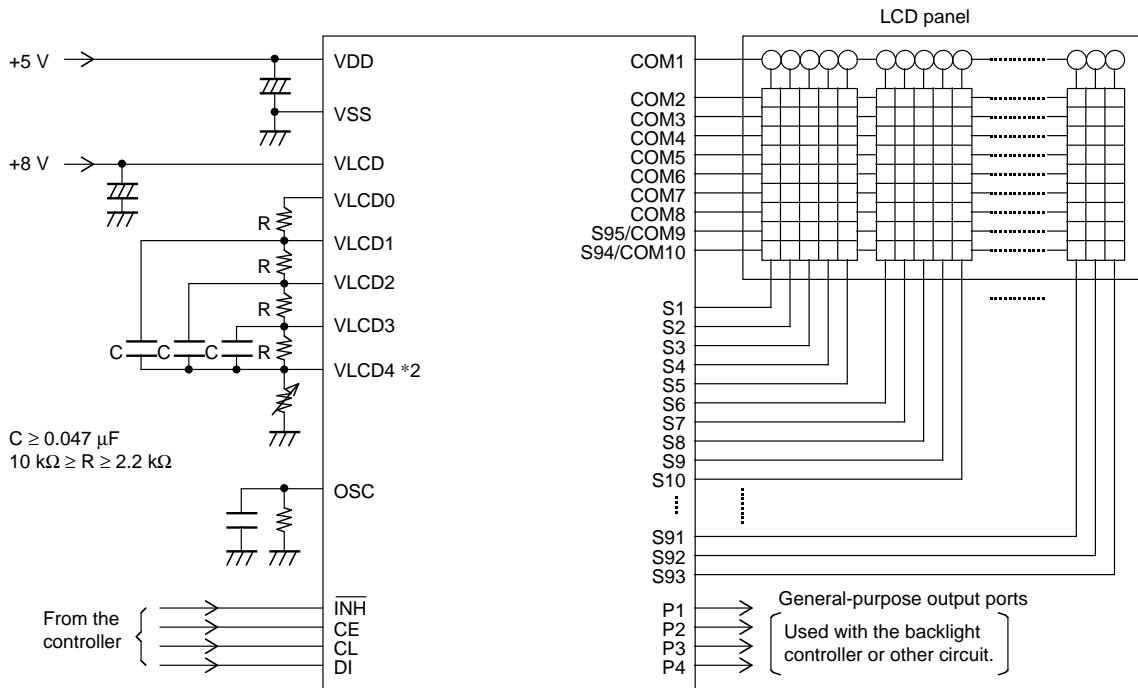 LCD panel
+5 V
VDD
COM1
VSS
COM2
COM3
COM4
+8 V
VLCD
COM5
COM6
VLCD0
COM7
R
COM8
VLCD1
S95/COM9
R
S94/COM10
VLCD2
R
S1
VLCD3
S2
C
C
C
R
S3
VLCD4 *2
S4
S5
S6
S7
C ≥ 0.047 μF
S8
10 kΩ ≥ R ≥ 2.2 kΩ
S9
S10
OSC
S91
S92
S93
INH
P1
General-purpose output ports
From the
controller
CE
P2
Used with the backlight
controller or other circuit.
CL
P3
DI
P4